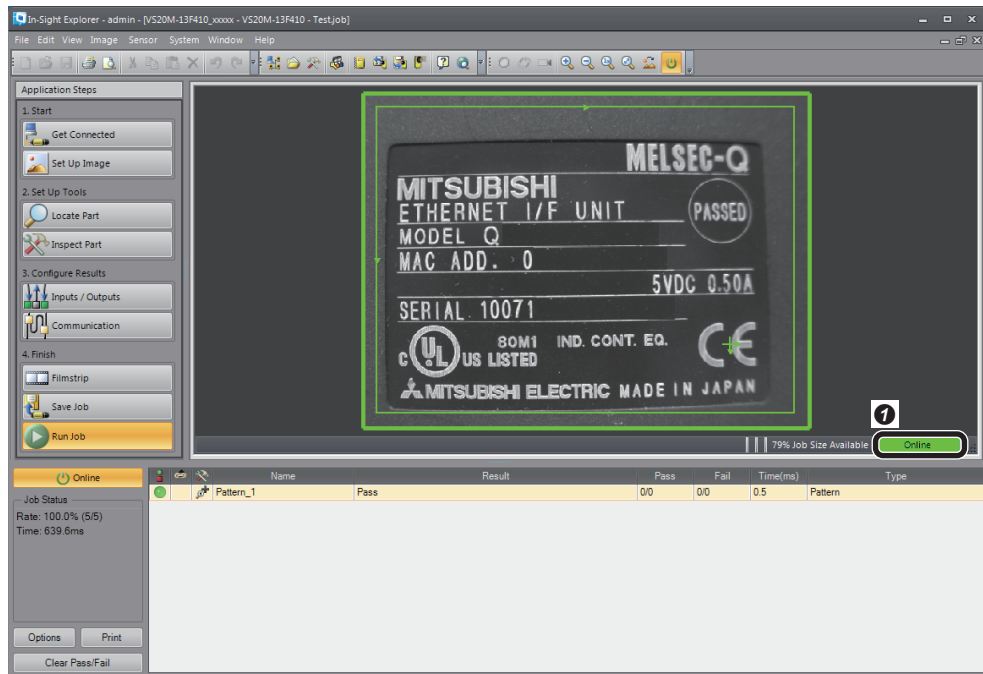 In-Sight Explorer - admin - [VS20M-13F410_xxxxx - VS20M-13F410 - Test.job]
File Edit View Image Sensor System Window Help
Application Steps
1. Start
Get Connected
Set Up Image
2. Set Up Tools
Locate Part
Inspect Part
3. Configure Results
Inputs / Outputs
Communication
4. Finish
Filmstrip
Save Job
Run Job
MELSEC-Q
MITSUBISHI
ETHERNET I/F UNIT
PASSED
MODEL Q
MAC ADD. 0
5VDC 0.50A
SERIAL 10071
80M1 IND. CONT. EQ.
C UL US LISTED
CE
MITSUBISHI ELECTRIC MADE IN JAPAN
1
79% Job Size Available
Online
Online
Name Result Pass Fail Time(ms) Type
Pattern_1 Pass 0/0 0/0 0.5 Pattern
Job Status
Rate: 100.0% (5/5)
Time: 639.6ms
Options Print
Clear Pass/Fail